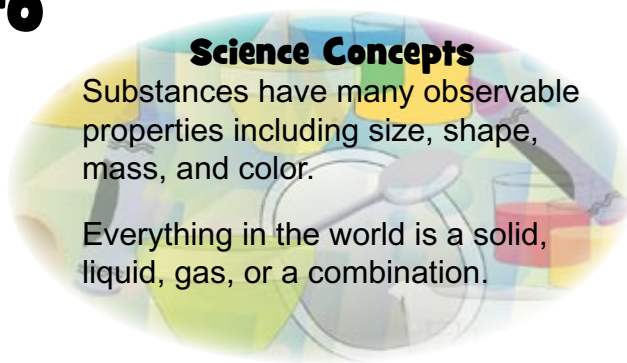 Science Concepts
Substances have many observable
properties including size, shape,
mass, and color.
Everything in the world is a solid,
liquid, gas, or a combination.